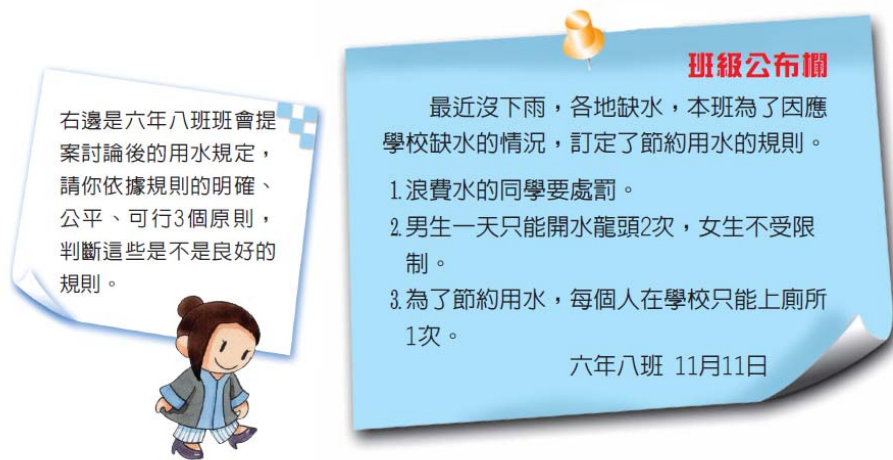 右邊是六年八班班會提
案討論後的用水規定，
請你依據規則的明確、
公平、可行3個原則，
判斷這些是不是良好的
規則。
班級公布欄
最近沒下雨，各地缺水，本班為了因應
學校缺水的情況，訂定了節約用水的規則。
1.浪費水的同學要處罰。
2.男生一天只能開水龍頭2次，女生不受限
制。
3.為了節約用水，每個人在學校只能上廁所
1次。
六年八班 11月11日